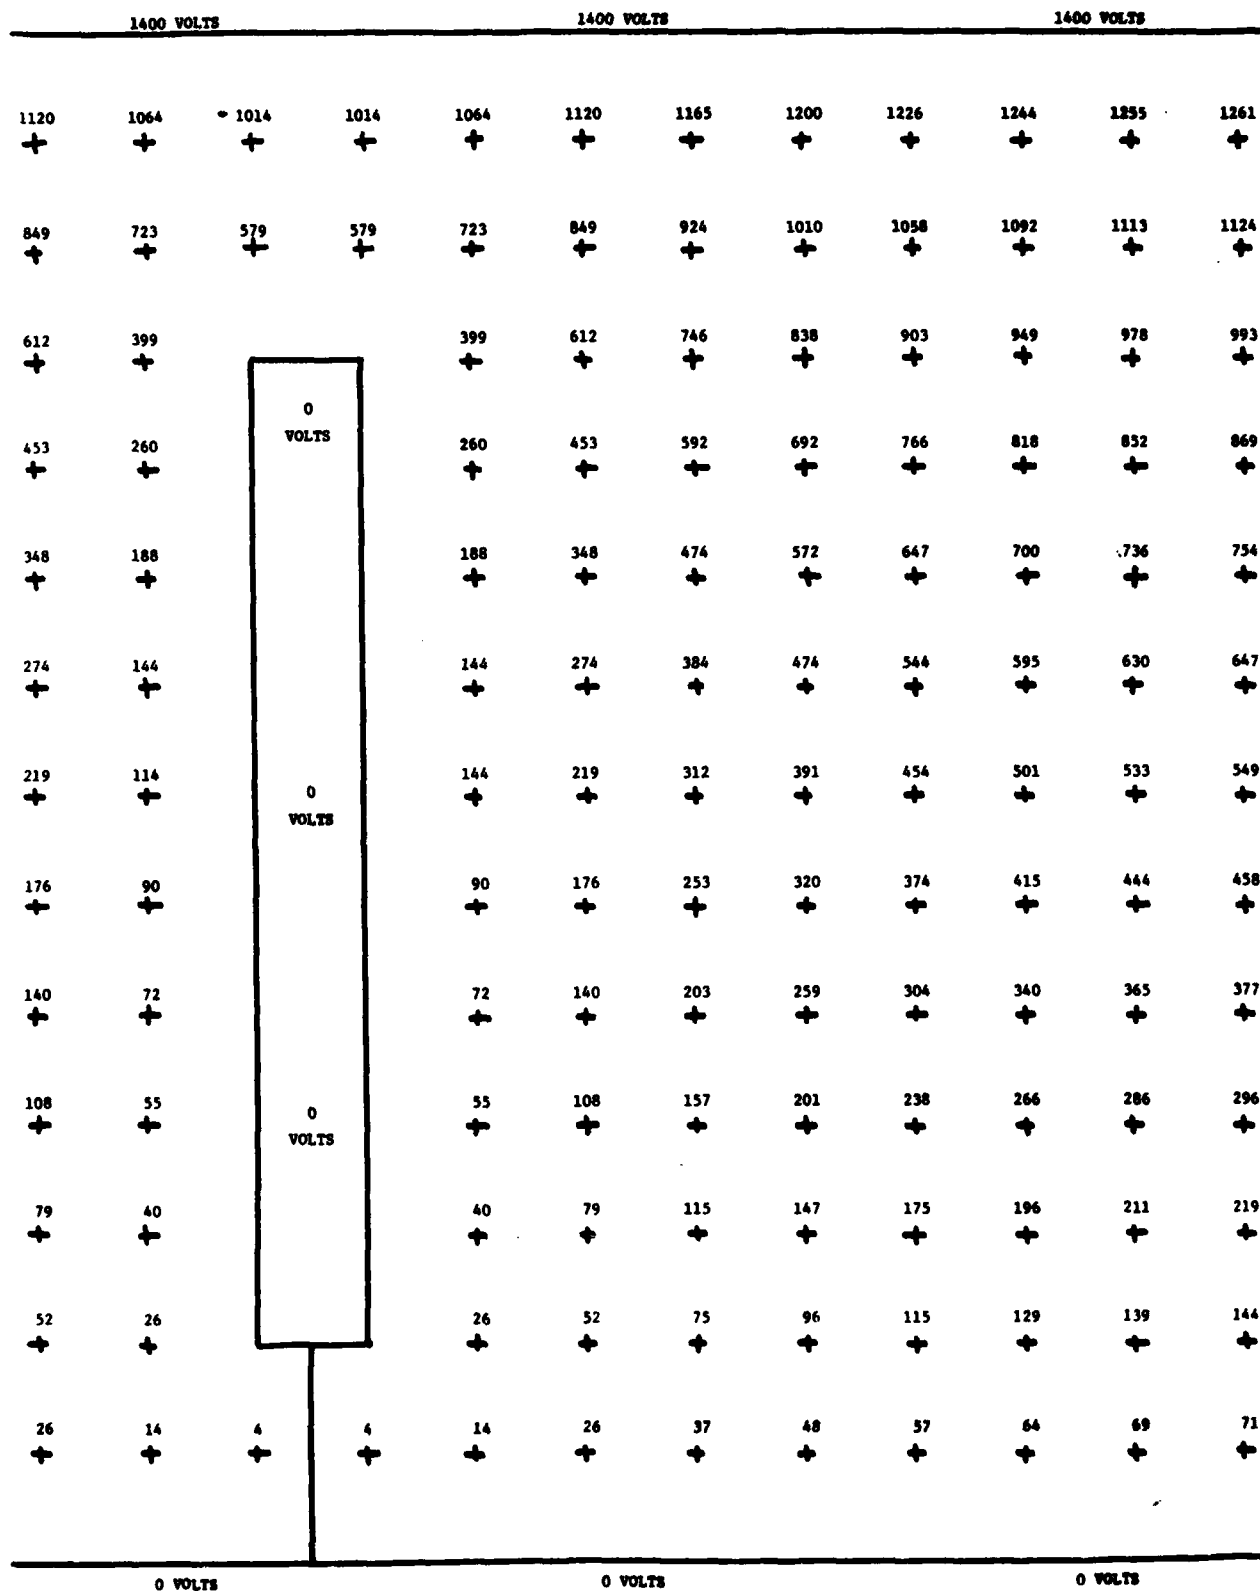 1400 VOLTS 1400 VOLTS 1400 VOLTS
1120 1064 1014 1014 1064 1120 1165 1200 1226 1244 1255 1261
849 723 579 579 723 849 924 1010 1058 1092 1113 1124
612 399 399 612 746 838 903 949 978 993
0
VOLTS
453 260 260 453 592 692 766 818 852 869
348 188 188 348 474 572 647 700 736 754
274 144 144 274 384 474 544 595 630 647
219 114 144 219 312 391 454 501 533 549
0
VOLTS
176 90 90 176 253 320 374 415 444 458
140 72 72 140 203 259 304 340 365 377
108 55 55 108 157 201 238 266 286 296
0
VOLTS
79 40 40 79 115 147 175 196 211 219
52 26 26 52 75 96 115 129 139 144
26 14 4 4 14 26 37 48 57 64 69 71
0 VOLTS 0 VOLTS 0 VOLTS